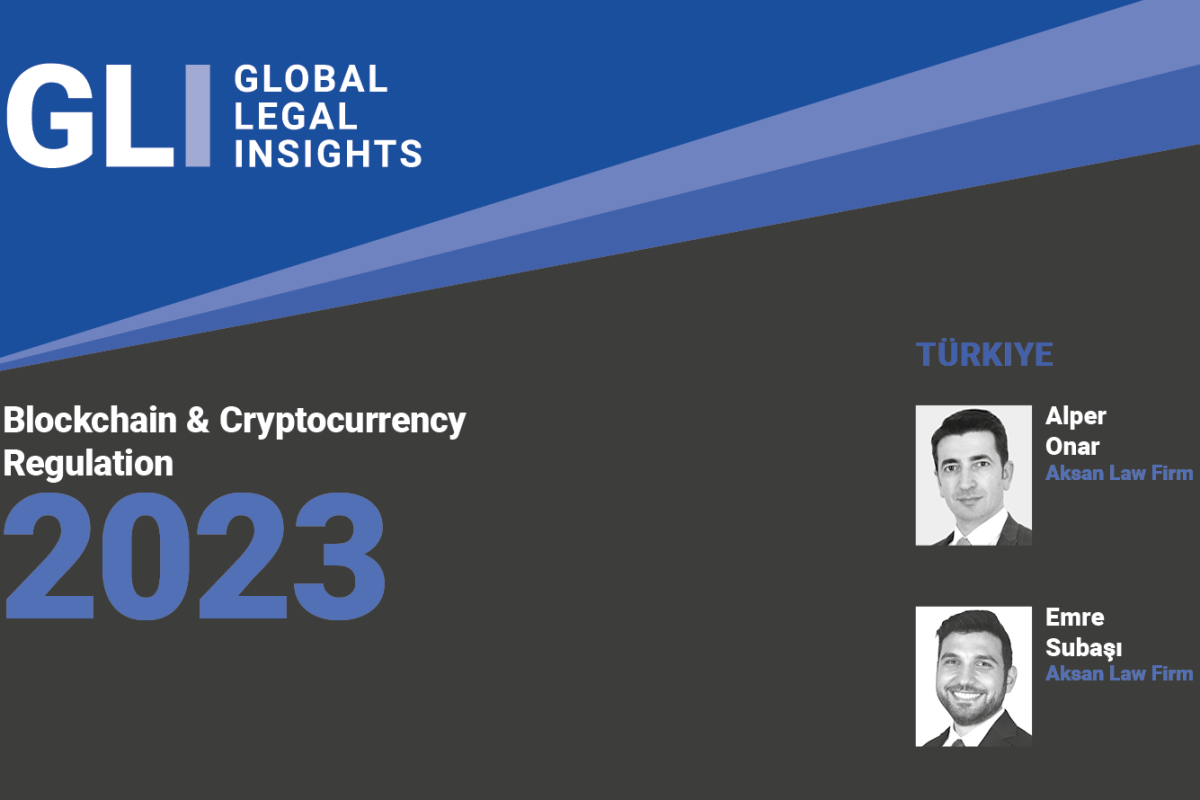 GLI
GLOBAL
LEGAL
INSIGHTS
Blockchain & Cryptocurrency
Regulation
2023
TÜRKIYE
Alper
Onar
Aksan Law Firm
Emre
Subaşı
Aksan Law Firm